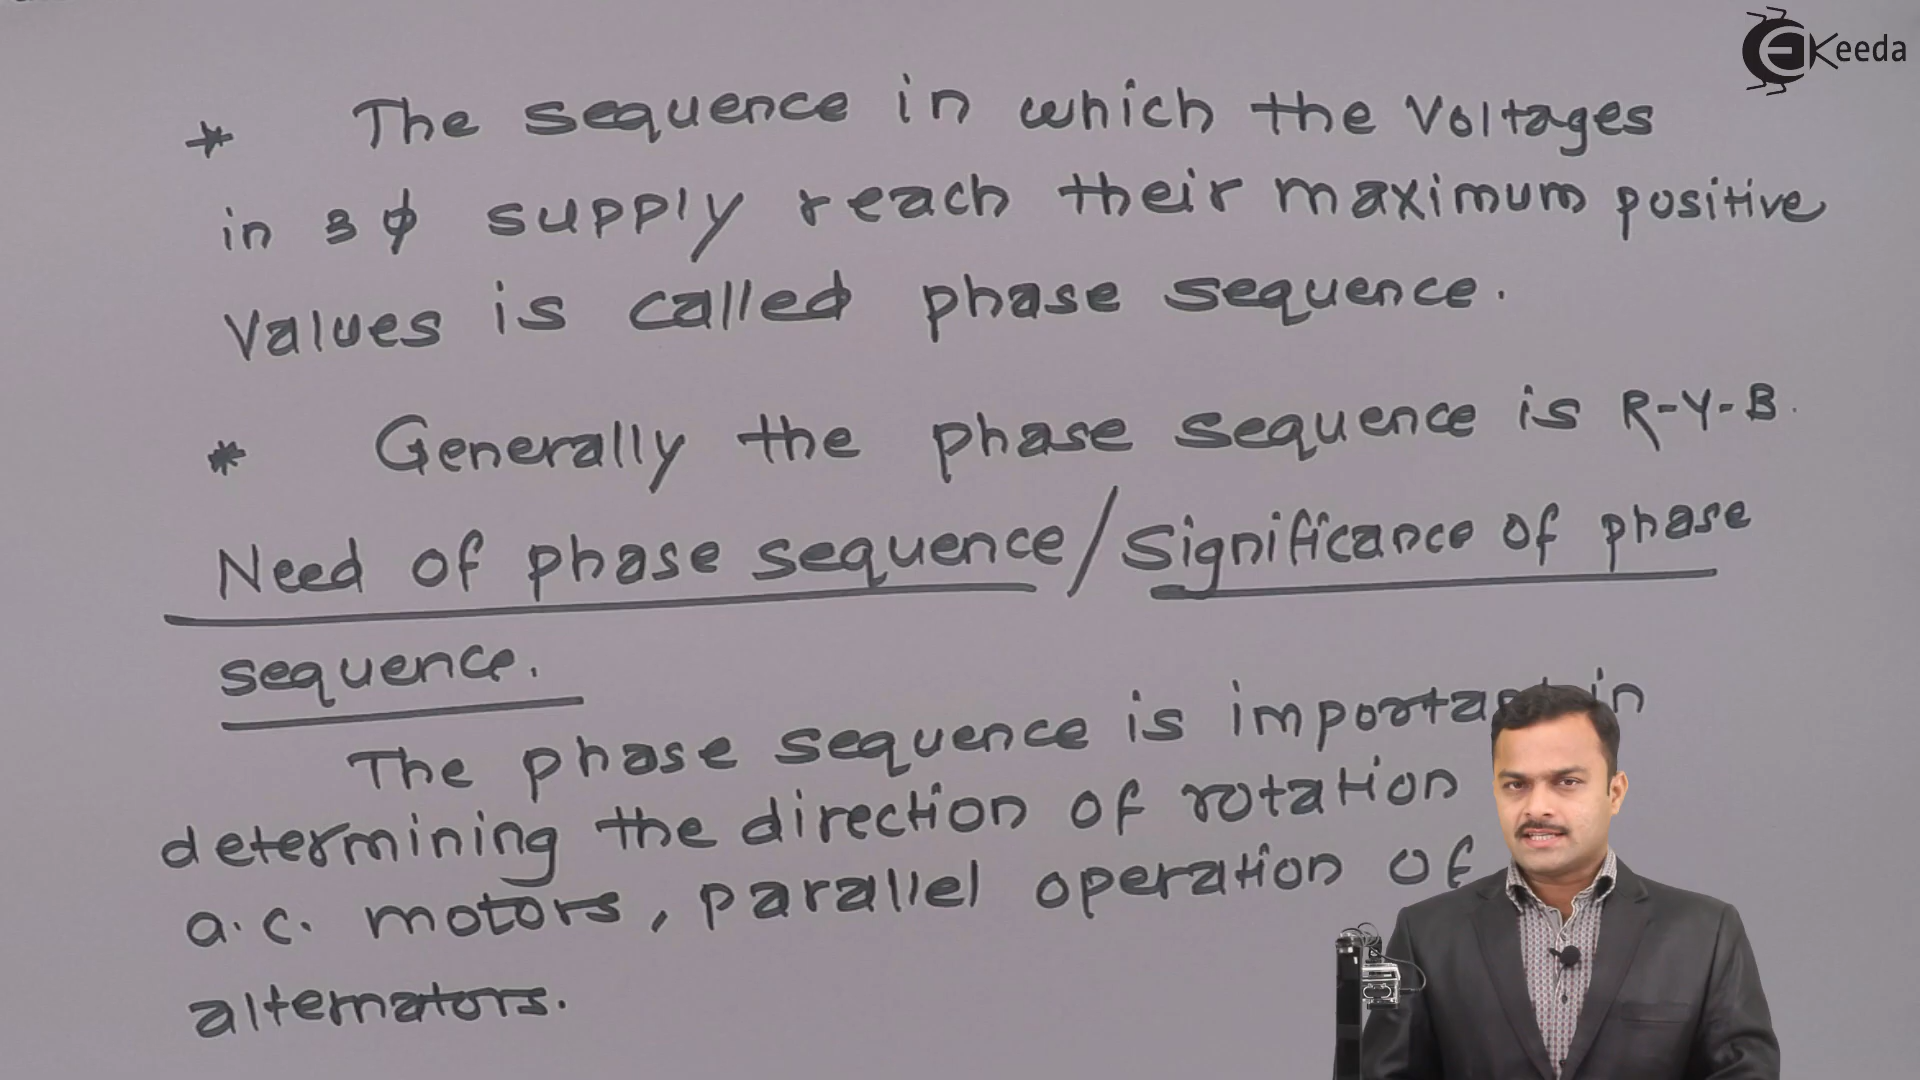 EKeeda
* The sequence in which the Voltages
in 3 ϕ supply reach their maximum positive
Values is called phase sequence.
* Generally the phase sequence is R-Y-B.
Need of phase sequence/Significance of phase
sequence.
The phase sequence is important in
determining the direction of rotation
a.c. motors, parallel operation of
alternators.